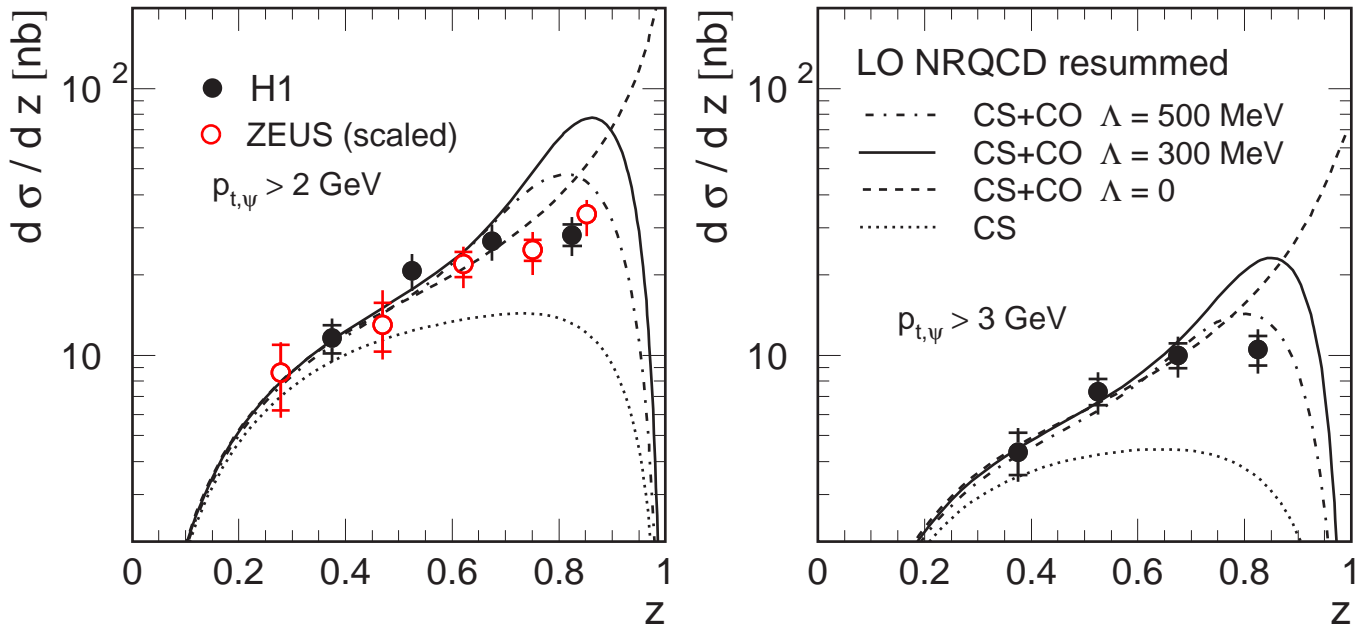 d σ / d z [nb]
10 2
10
H1
ZEUS (scaled)
p t,ψ > 2 GeV
0 0.2 0.4 0.6 0.8 1
z
d σ / d z [nb]
10 2
10
LO NRQCD resummed
CS+CO Λ = 500 MeV
CS+CO Λ = 300 MeV
CS+CO Λ = 0
CS
p t,ψ > 3 GeV
0 0.2 0.4 0.6 0.8 1
z